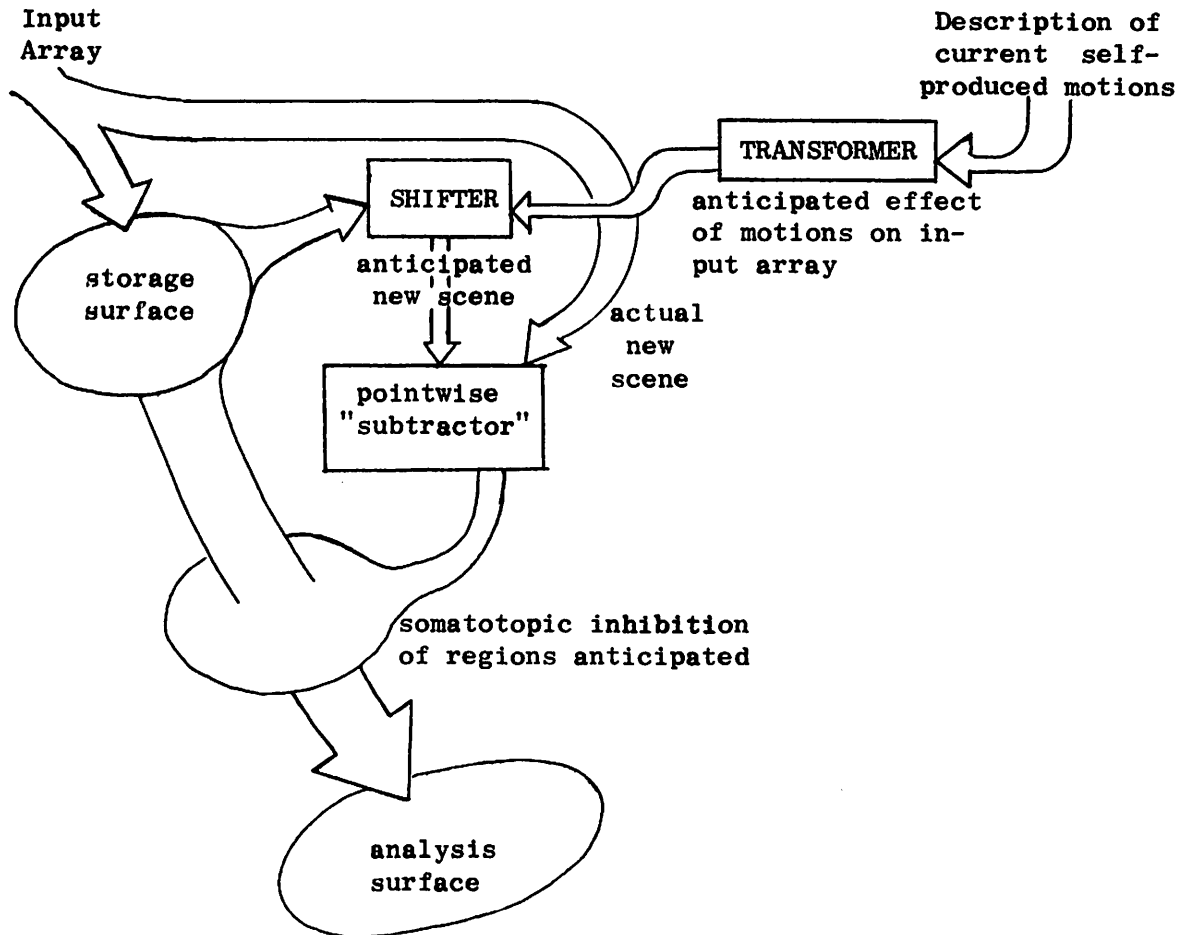 Input
Array
Description of
current self-
produced motions
TRANSFORMER
SHIFTER
anticipated effect
of motions on in-
put array
anticipated
new scene
storage
surface
actual
new
scene
pointwise
"subtractor"
somatotopic inhibition
of regions anticipated
analysis
surface